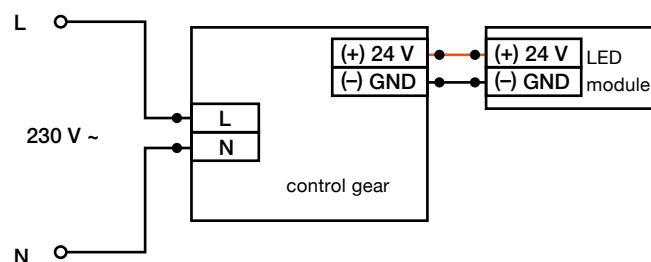 L
(+) 24 V
(+) 24 V
LED
(–) GND
(–) GND
module
L
230 V ~
N
control gear
N